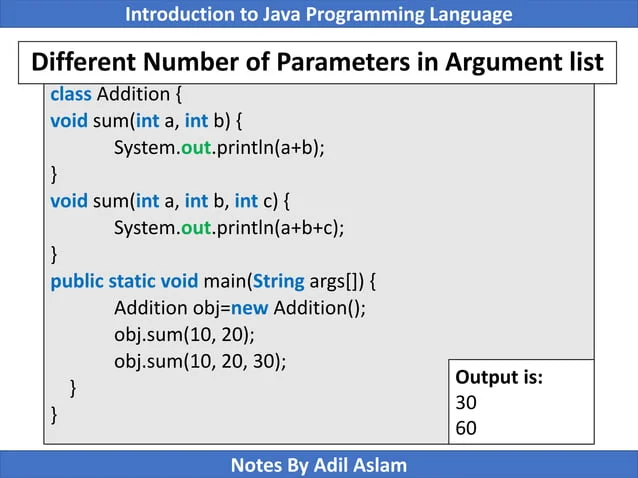 Introduction to Java Programming Language
Different Number of Parameters in Argument list
class Addition {
void sum(int a, int b) {
System.out.println(a+b);
}
void sum(int a, int b, int c) {
System.out.println(a+b+c);
}
public static void main(String args[]) {
Addition obj=new Addition();
obj.sum(10, 20);
obj.sum(10, 20, 30);
}
}
Output is:
30
60
Notes By Adil Aslam